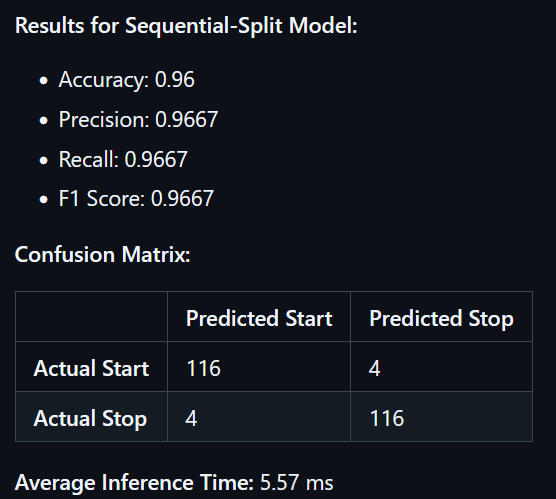 Results for Sequential-Split Model:
Accuracy: 0.96
Precision: 0.9667
Recall: 0.9667
F1 Score: 0.9667
Confusion Matrix:
Predicted Start Predicted Stop
Actual Start 116 4
Actual Stop 4 116
Average Inference Time: 5.57 ms